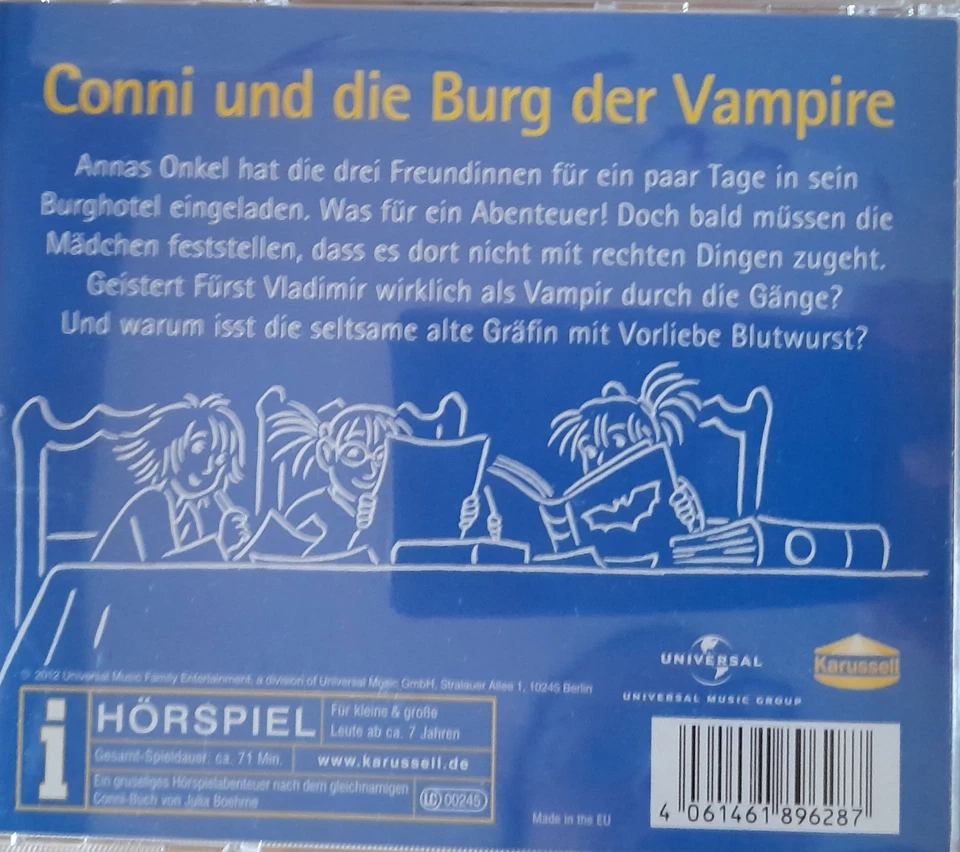 Conni und die Burg der Vampire
Annas Onkel hat die drei Freundinnen für ein paar Tage in sein
Burghotel eingeladen. Was für ein Abenteuer! Doch bald müssen die
Mädchen feststellen, dass es dort nicht mit rechten Dingen zugeht.
Geistert Fürst Vladimir wirklich als Vampir durch die Gänge?
Und warum isst die seltsame alte Gräfin mit Vorliebe Blutwurst?
℗ 2012 Universal Music Family Entertainment, a division of Universal Music GmbH, Stralauer Allee 1, 10245 Berlin
UNIVERSAL
UNIVERSAL MUSIC GROUP
Karussell
i
HÖRSPIEL
Für kleine & große
Leute ab ca. 7 Jahren
Gesamt-Spieldauer: ca. 71 Min.
www.karussell.de
Ein gruseliges Hörspielabenteuer nach dem gleichnamigen
Conni-Buch von Julia Boehme
LC 00245
Made in the EU
4 061461 896287